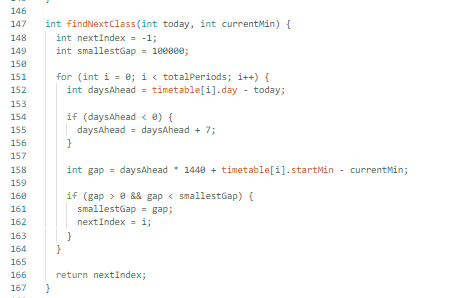 146
147 int findNextClass(int today, int currentMin) {
148   int nextIndex = -1;
149   int smallestGap = 100000;
150
151   for (int i = 0; i < totalPeriods; i++) {
152     int daysAhead = timetable[i].day - today;
153
154     if (daysAhead < 0) {
155       daysAhead = daysAhead + 7;
156     }
157
158     int gap = daysAhead * 1440 + timetable[i].startMin - currentMin;
159
160     if (gap > 0 && gap < smallestGap) {
161       smallestGap = gap;
162       nextIndex = i;
163     }
164   }
165
166   return nextIndex;
167 }